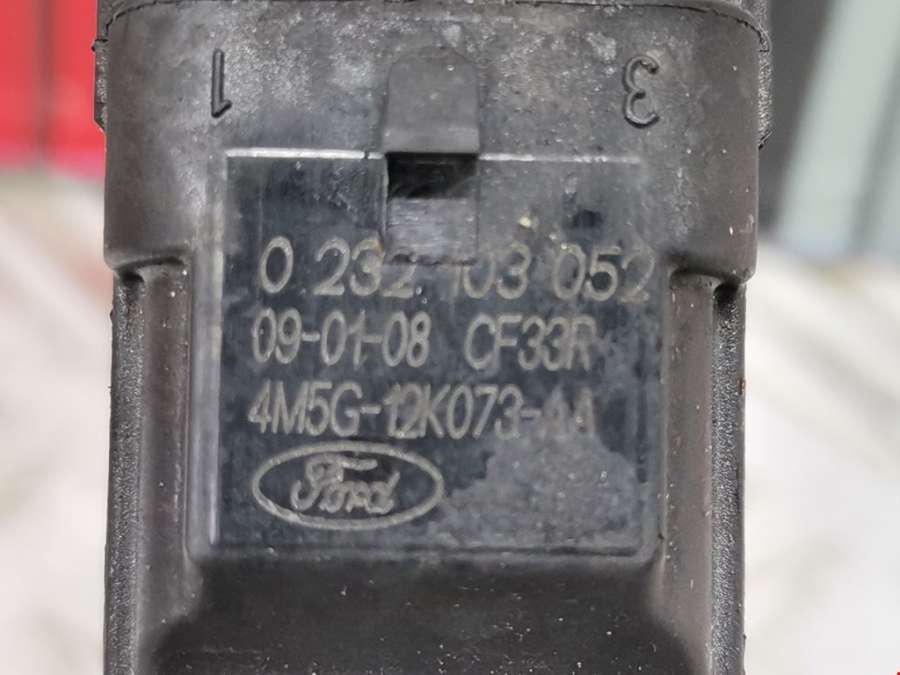 1 3
0 232 103 052
09-01-08 CF33R
4M5G-12K073-AA
Ford